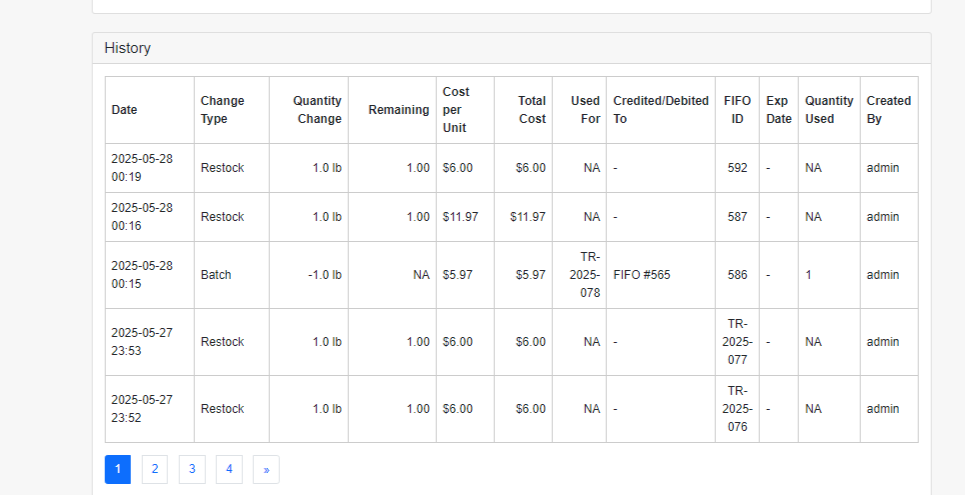 History
Date Change Type Quantity Change Remaining Cost per Unit Total Cost Used For Credited/Debited To FIFO ID Exp Date Quantity Used Created By
2025-05-28 00:19 Restock 1.0 lb 1.00 $6.00 $6.00 NA - 592 - NA admin
2025-05-28 00:16 Restock 1.0 lb 1.00 $11.97 $11.97 NA - 587 - NA admin
2025-05-28 00:15 Batch -1.0 lb NA $5.97 $5.97 TR-2025-078 FIFO #565 586 - 1 admin
2025-05-27 23:53 Restock 1.0 lb 1.00 $6.00 $6.00 NA - TR-2025-077 - NA admin
2025-05-27 23:52 Restock 1.0 lb 1.00 $6.00 $6.00 NA - TR-2025-076 - NA admin
1 2 3 4 »